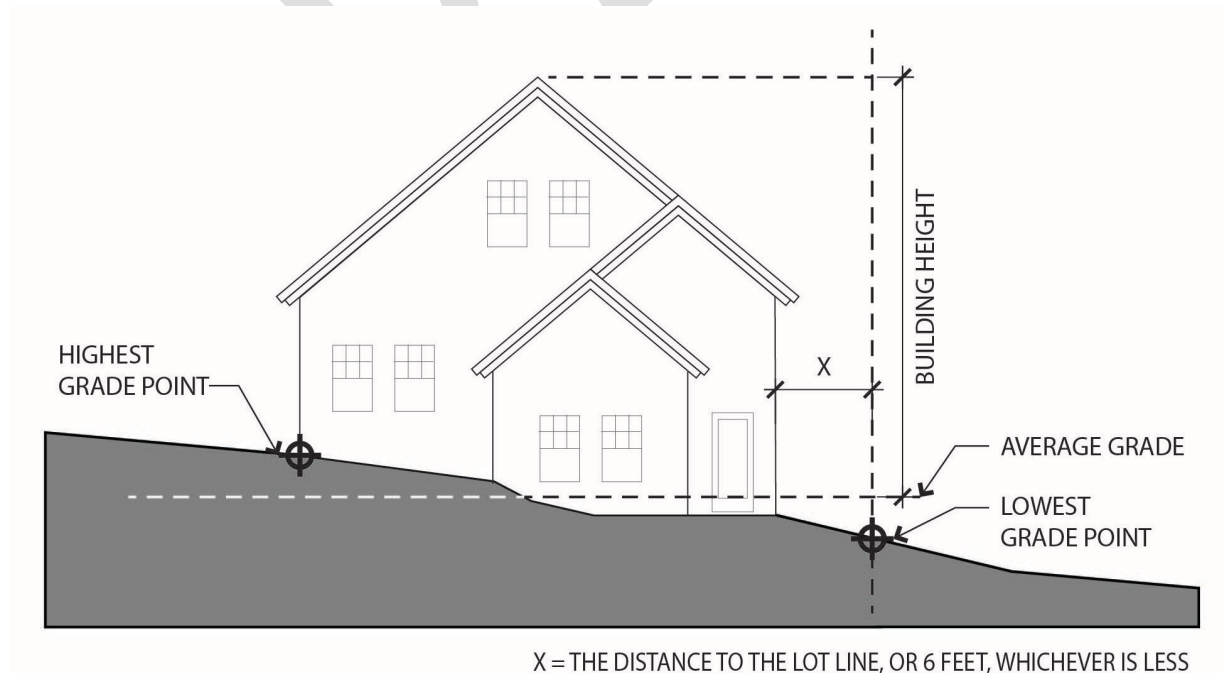 BUILDING HEIGHT
HIGHEST
GRADE POINT
X
AVERAGE GRADE
LOWEST
GRADE POINT
X = THE DISTANCE TO THE LOT LINE, OR 6 FEET, WHICHEVER IS LESS